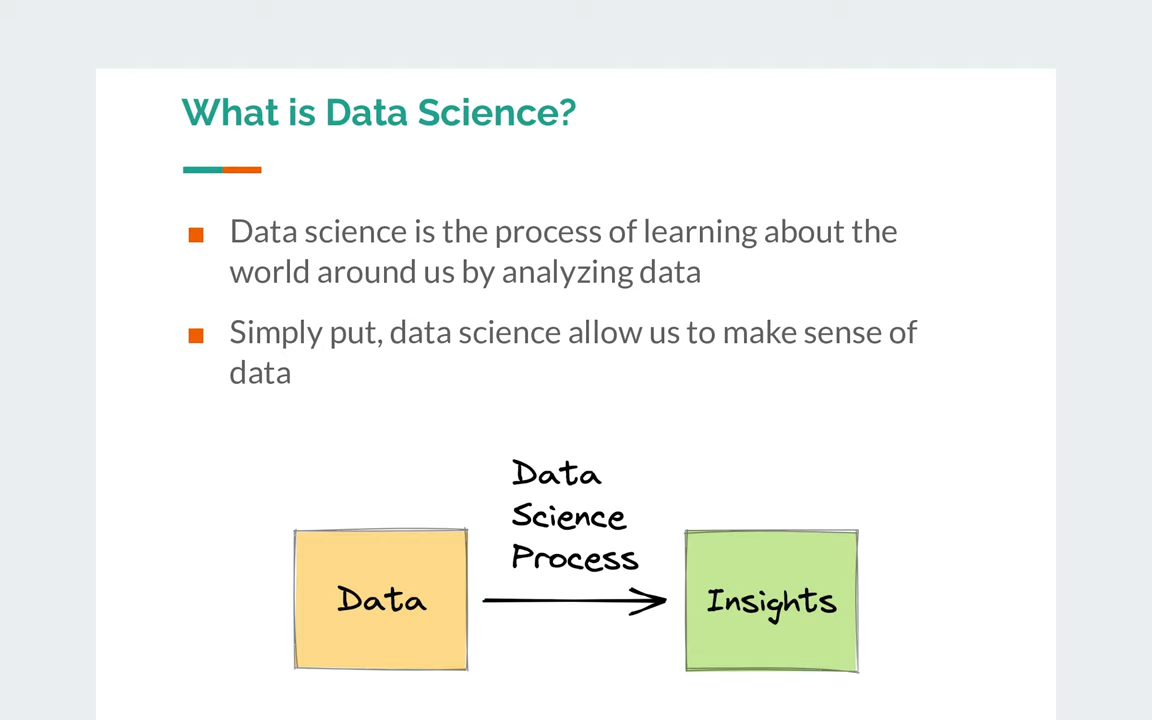 What is Data Science?
Data science is the process of learning about the
world around us by analyzing data
Simply put, data science allow us to make sense of
data
Data
Science
Process
Data
Insights